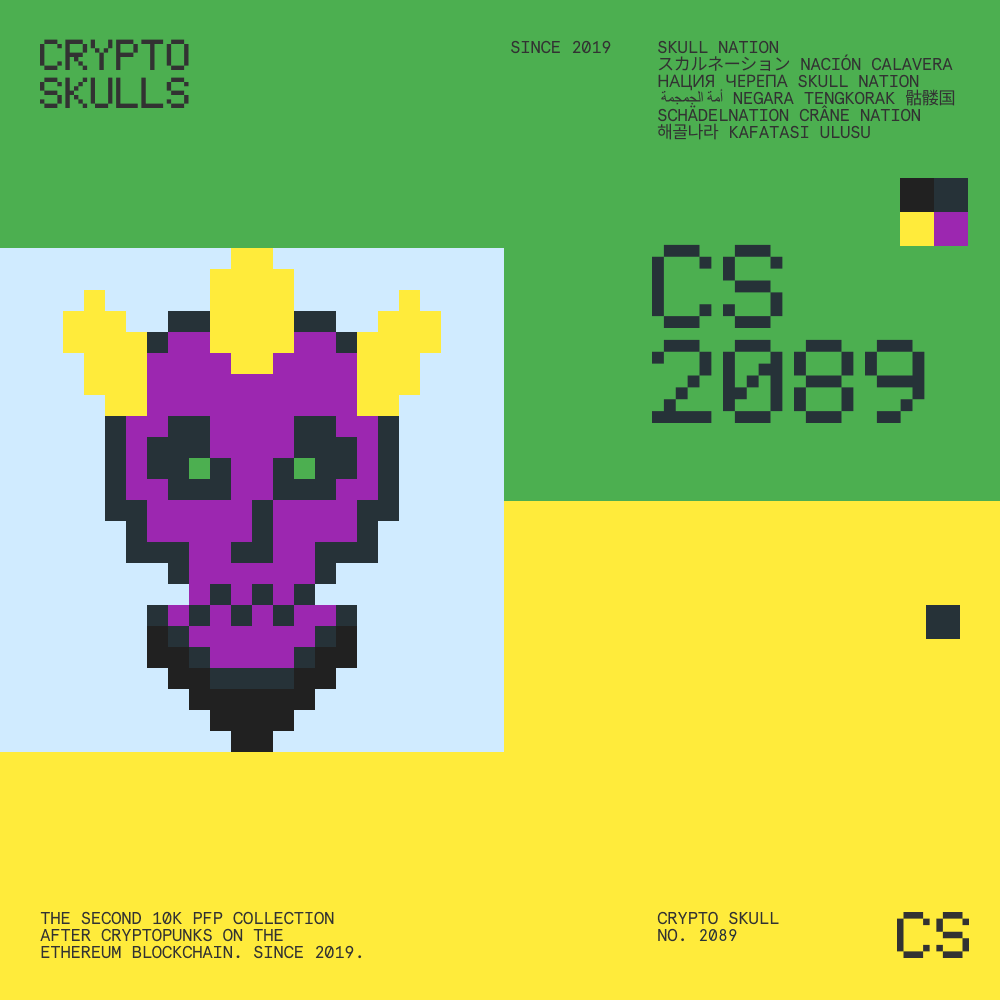 CRYPTO
SKULLS
SINCE 2019
SKULL NATION
スカルネーション NACIÓN CALAVERA
НАЦИЯ ЧЕРЕПА SKULL NATION
أمة الجمجمة NEGARA TENGKORAK 骷髅国
SCHÄDELNATION CRÂNE NATION
해골나라 KAFATASI ULUSU
CS
2089
THE SECOND 10K PFP COLLECTION
AFTER CRYPTOPUNKS ON THE
ETHEREUM BLOCKCHAIN. SINCE 2019.
CRYPTO SKULL
NO. 2089
CS